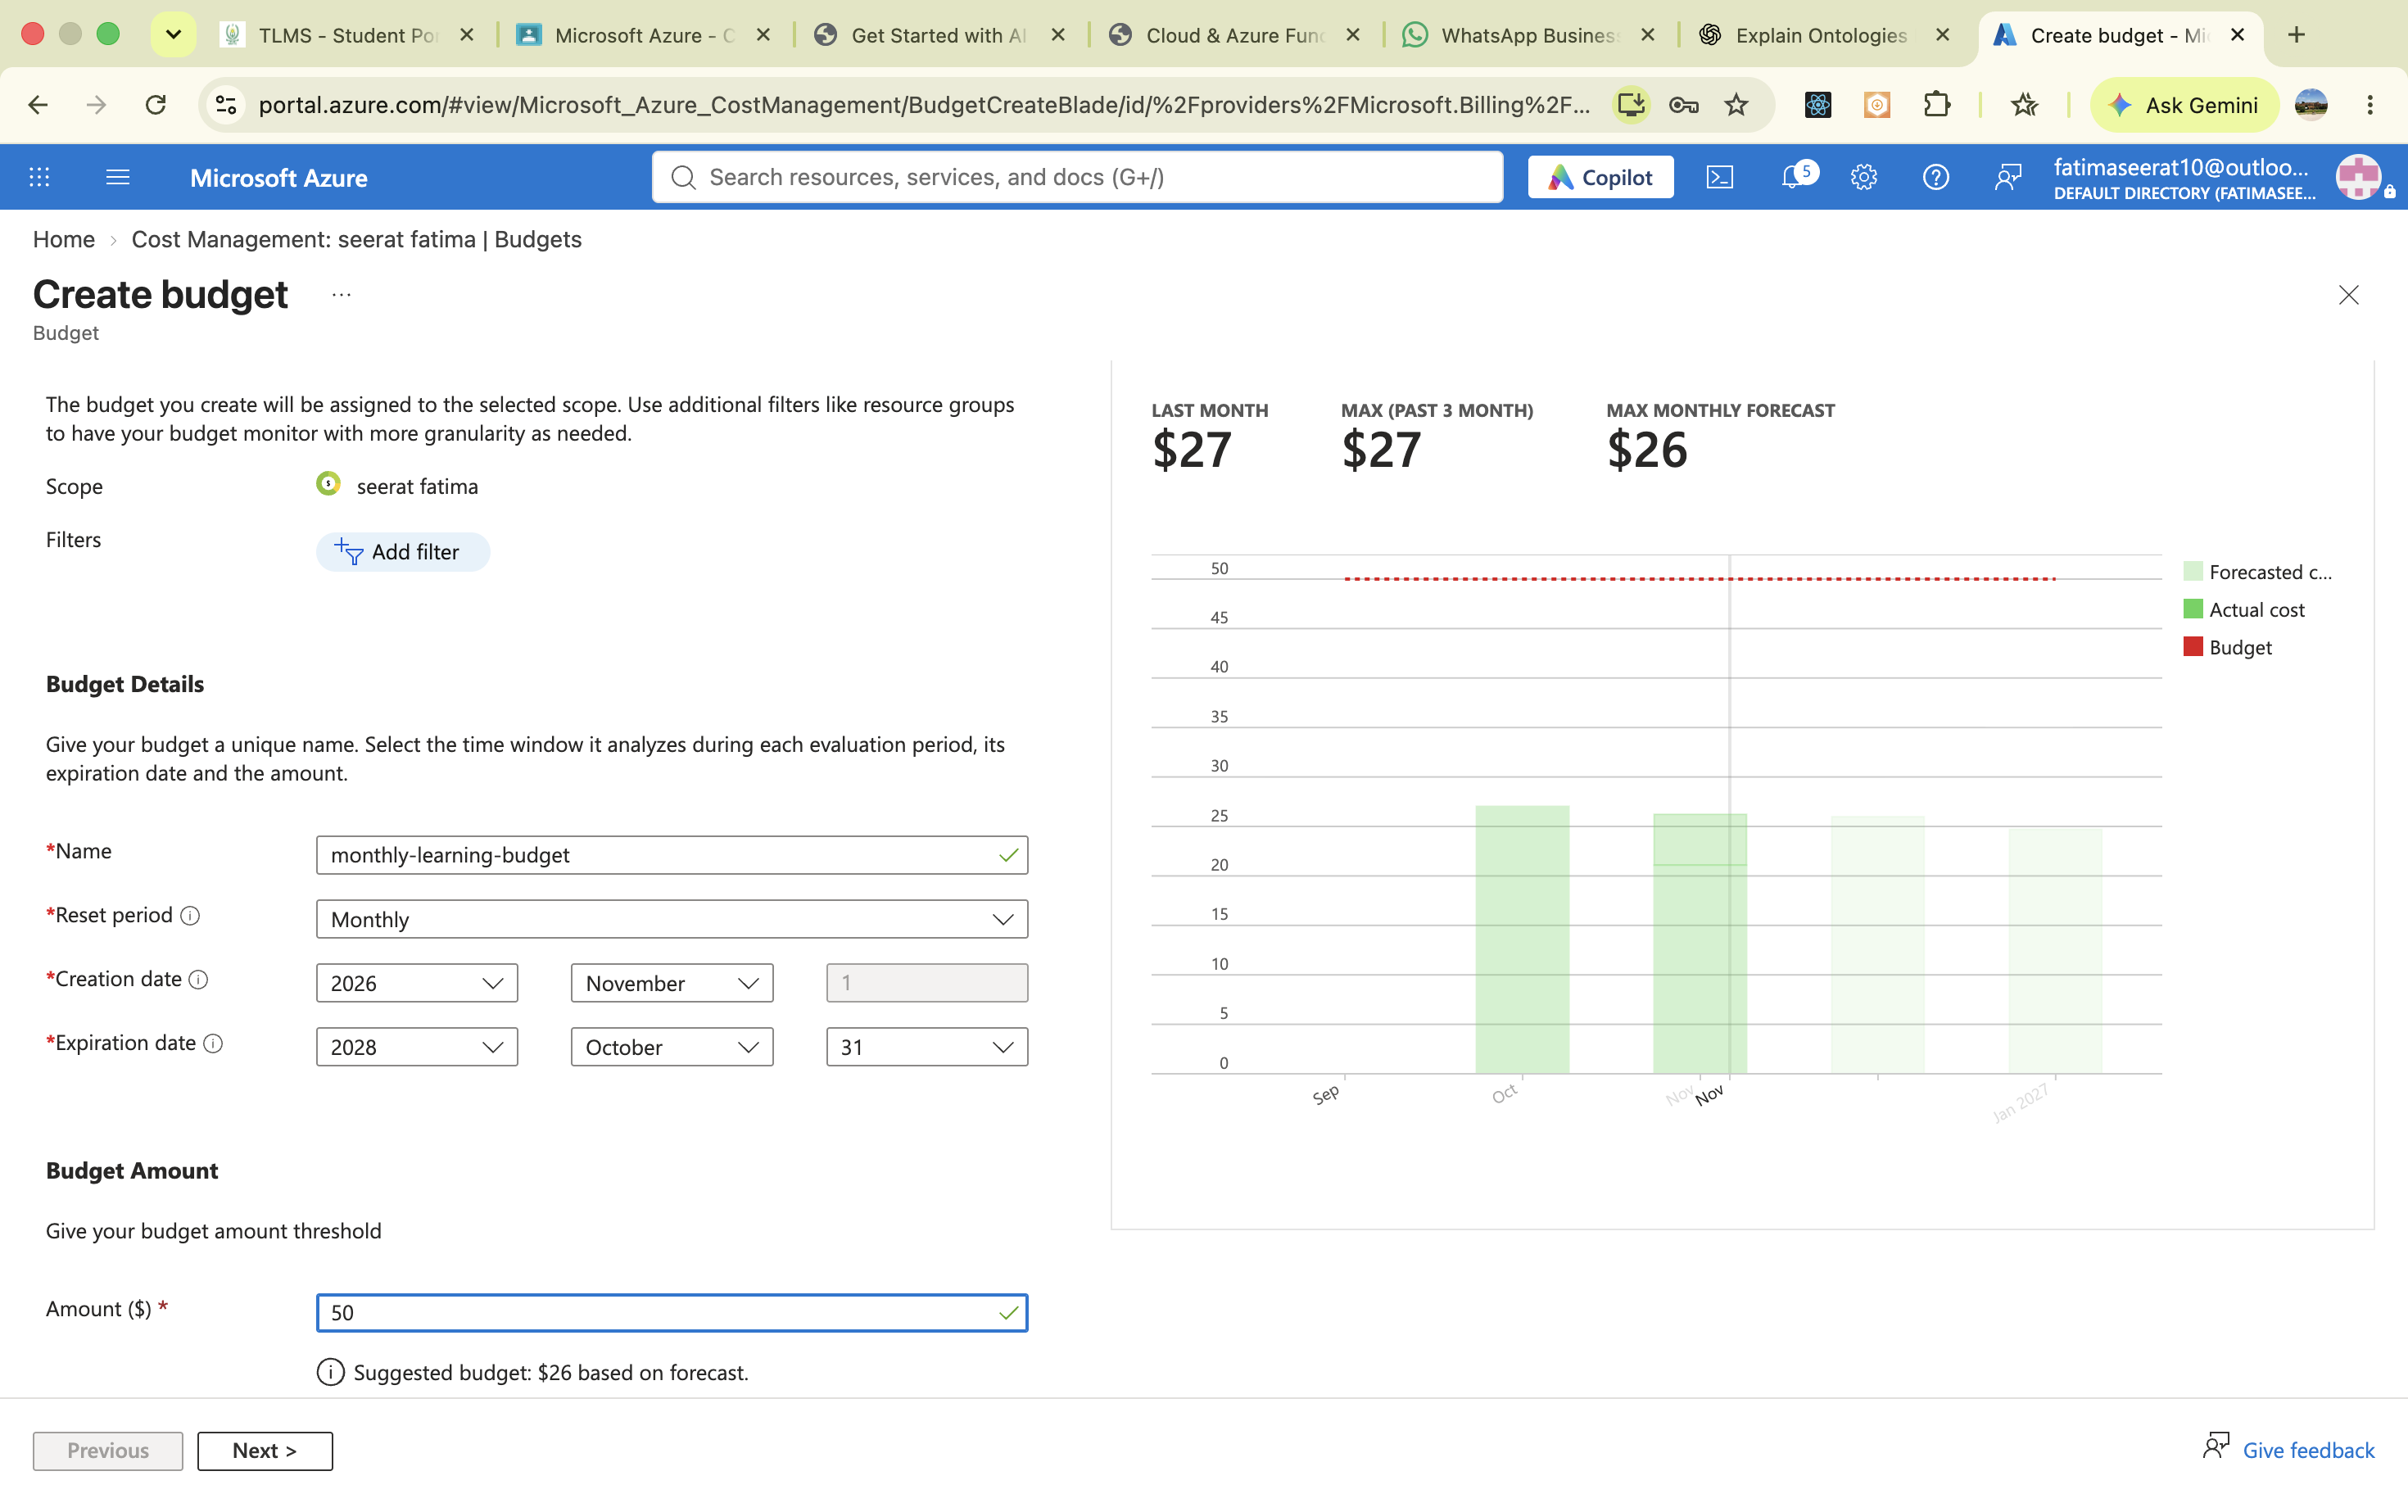 TLMS - Student Por
Microsoft Azure - C
Get Started with AI
Cloud & Azure Fund
WhatsApp Business
Explain Ontologies
Create budget - Mic
portal.azure.com/#view/Microsoft_Azure_CostManagement/BudgetCreateBlade/id/%2Fproviders%2FMicrosoft.Billing%2F...
Ask Gemini
Microsoft Azure
Search resources, services, and docs (G+/)
Copilot
5
fatimaseerat10@outloo...
DEFAULT DIRECTORY (FATIMASEE...
Home > Cost Management: seerat fatima | Budgets
Create budget ...
Budget
The budget you create will be assigned to the selected scope. Use additional filters like resource groups
to have your budget monitor with more granularity as needed.
Scope
seerat fatima
Filters
Add filter
Budget Details
Give your budget a unique name. Select the time window it analyzes during each evaluation period, its
expiration date and the amount.
*Name
monthly-learning-budget
*Reset period
Monthly
*Creation date
2026
November
1
*Expiration date
2028
October
31
Budget Amount
Give your budget amount threshold
Amount ($) *
50
Suggested budget: $26 based on forecast.
LAST MONTH
$27
MAX (PAST 3 MONTH)
$27
MAX MONTHLY FORECAST
$26
50
45
40
35
30
25
20
15
10
5
0
Sep
Oct
Nov
Nov
Jan 2027
Forecasted c...
Actual cost
Budget
Previous
Next >
Give feedback